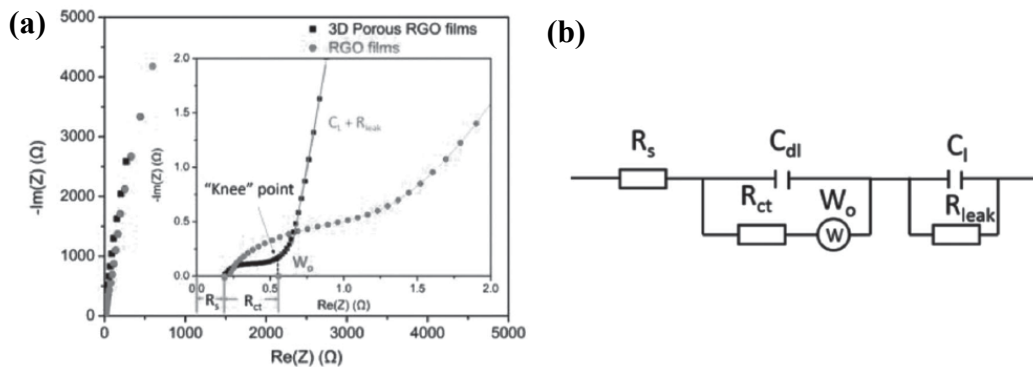 (a)
5000
4000
3000
2000
1000
0
-Im(Z) (Ω)
0 1000 2000 3000 4000 5000
Re(Z) (Ω)
3D Porous RGO films
RGO films
2.0
1.5
1.0
0.5
0.0
-Im(Z) (Ω)
C_L + R_leak
"Knee" point
W_o
0.0 0.5 1.0 1.5 2.0
Re(Z) (Ω)
R_s R_ct
(b)
R_s
C_dl
R_ct
W_o
W
C_l
R_leak